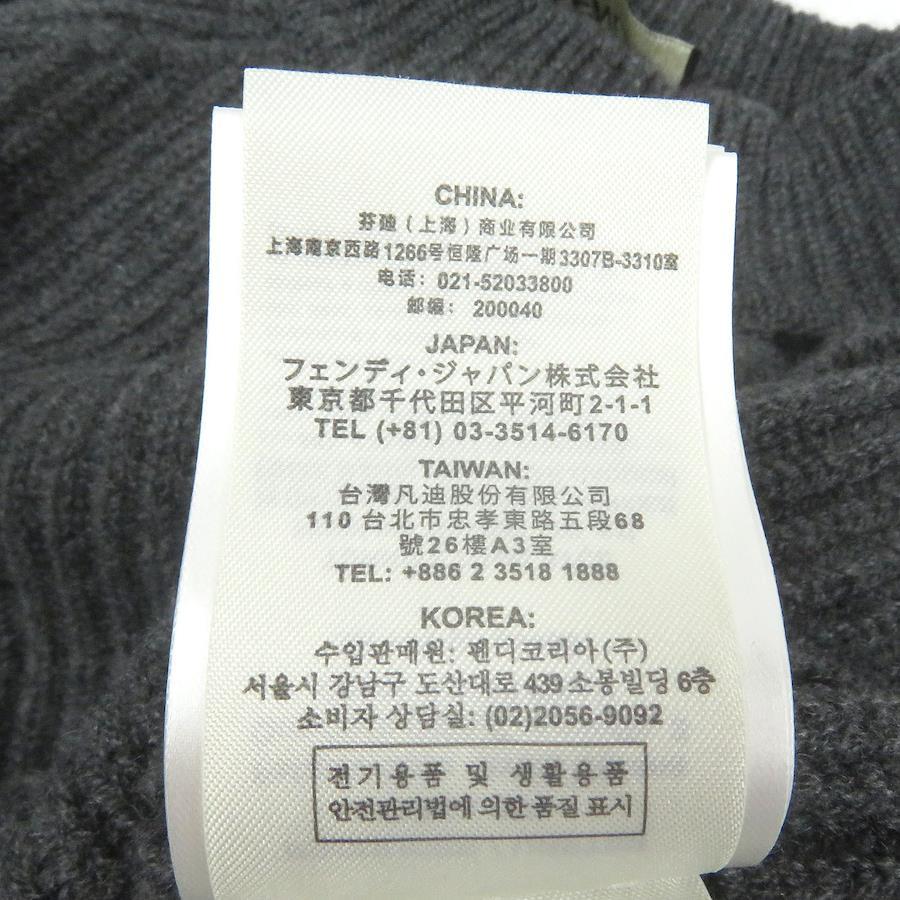 CHINA:
芬迪（上海）商业有限公司
上海南京西路1266号恒隆广场一期3307B-3310室
电话：021-52033800
邮编：200040
JAPAN:
フェンディ・ジャパン株式会社
東京都千代田区平河町2-1-1
TEL (+81) 03-3514-6170
TAIWAN:
台灣凡迪股份有限公司
110 台北市忠孝東路五段68
號26樓A3室
TEL: +886 2 3518 1888
KOREA:
수입판매원: 펜디코리아(주)
서울시 강남구 도산대로 439 소봉빌딩 6층
소비자 상담실: (02)2056-9092
전기용품 및 생활용품
안전관리법에 의한 품질 표시